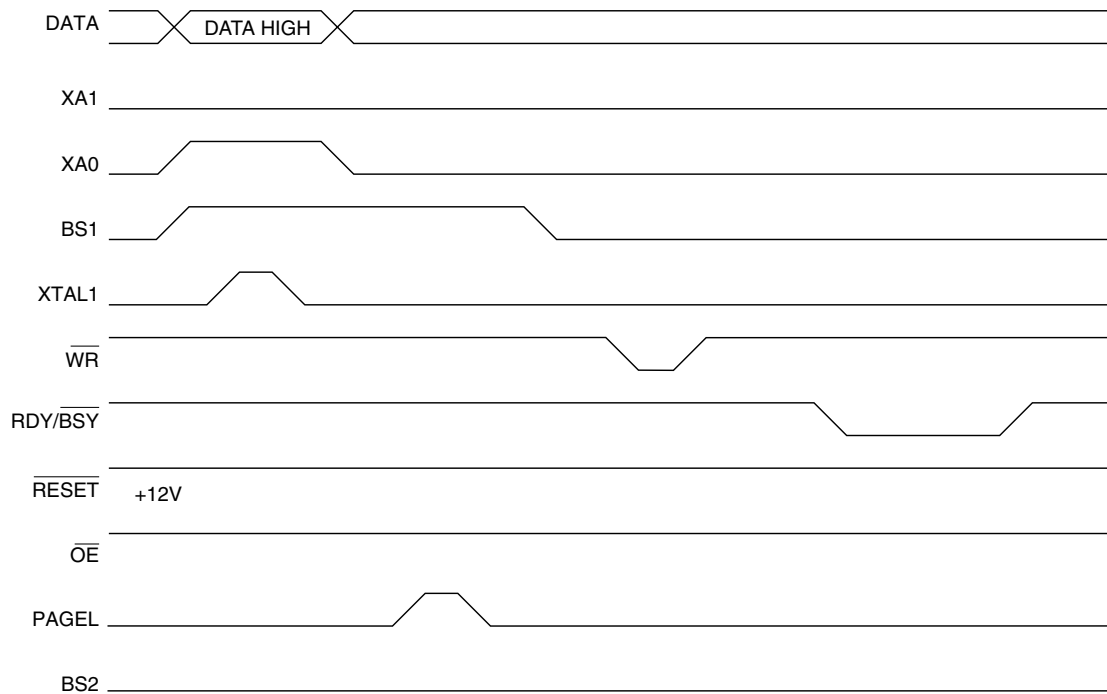 DATA
DATA HIGH
XA1
XA0
BS1
XTAL1
WR
RDY/BSY
RESET
+12V
OE
PAGEL
BS2